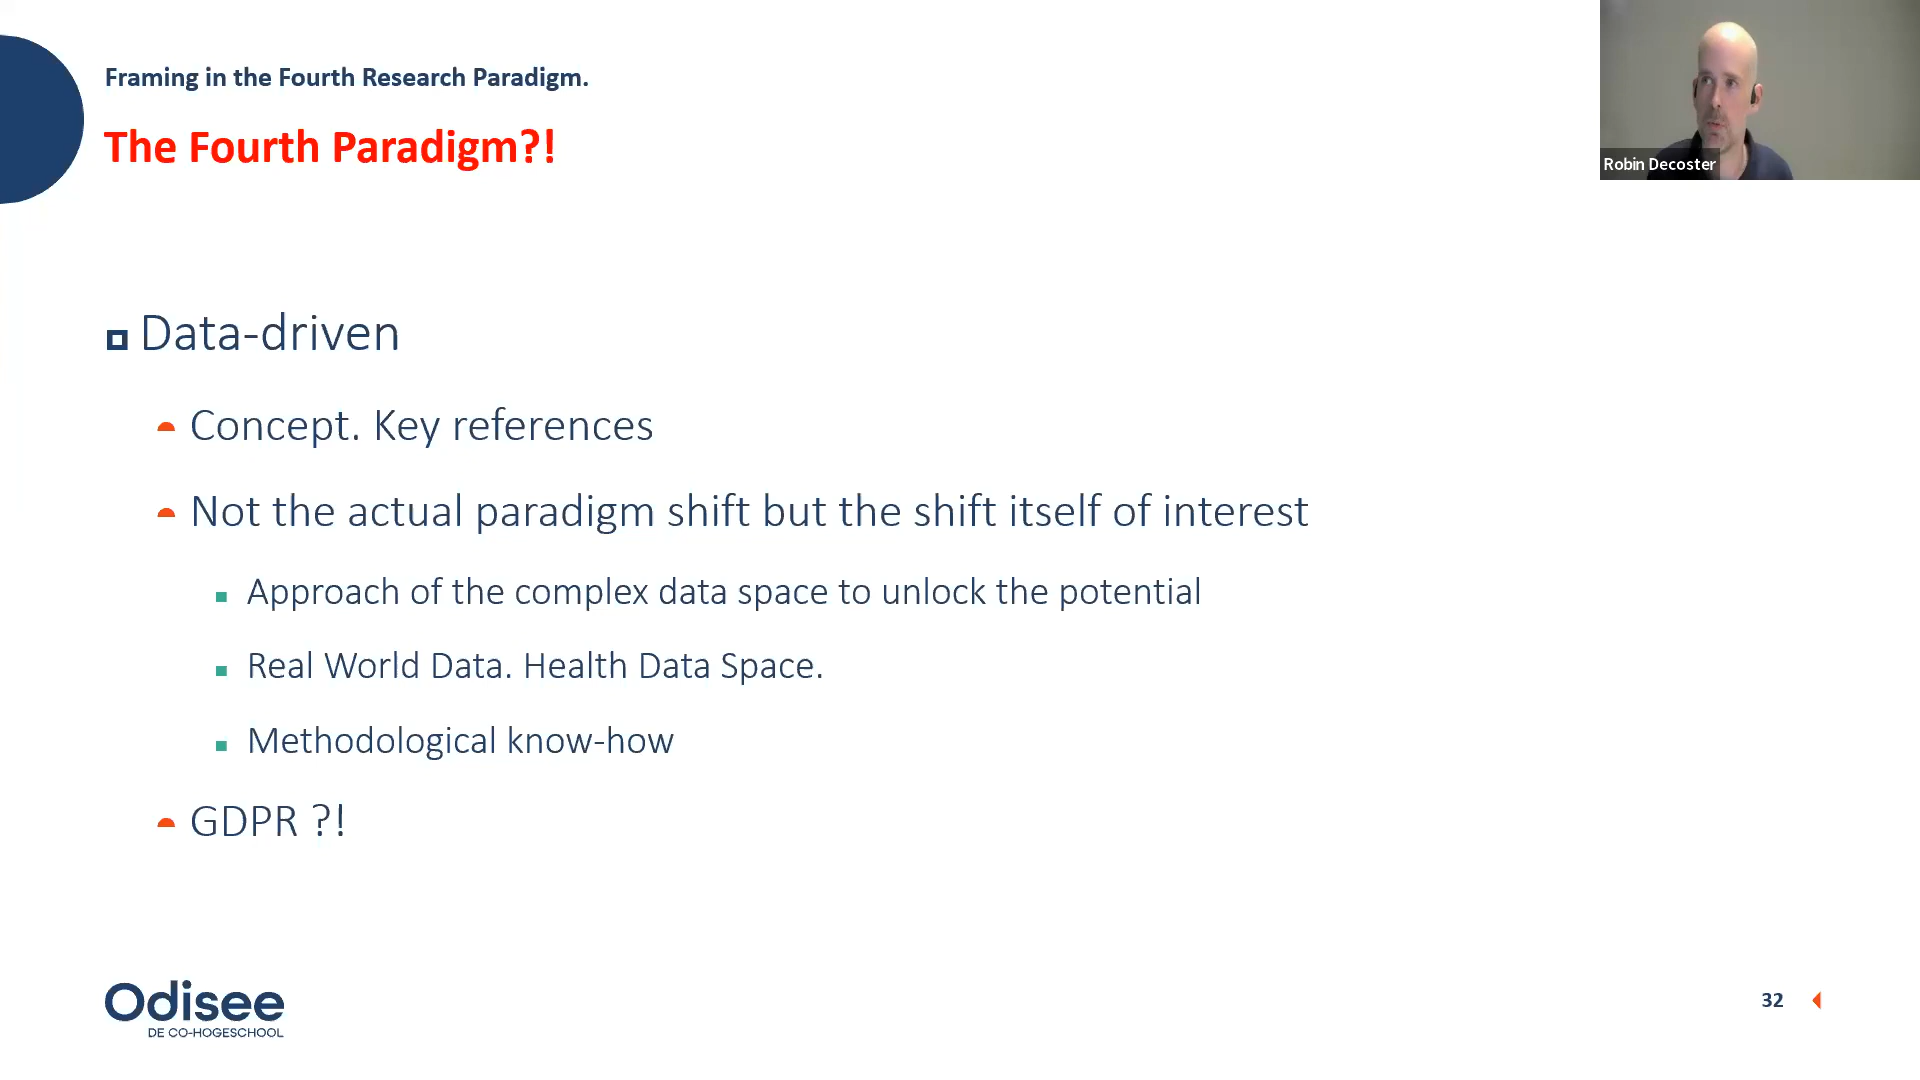 Framing in the Fourth Research Paradigm.
The Fourth Paradigm?!
Robin Decoster
Data-driven
Concept. Key references
Not the actual paradigm shift but the shift itself of interest
Approach of the complex data space to unlock the potential
Real World Data. Health Data Space.
Methodological know-how
GDPR ?!
Odisee
DE CO-HOGESCHOOL
32